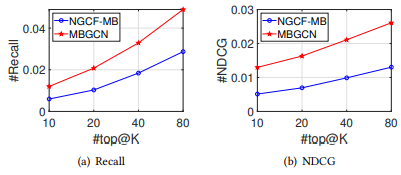 NGCF-MB
MBGCN
#Recall
0.04
0.02
0
10 20 40 80
#top@K
(a) Recall
NGCF-MB
MBGCN
#NDCG
0.03
0.02
0.01
0
10 20 40 80
#top@K
(b) NDCG